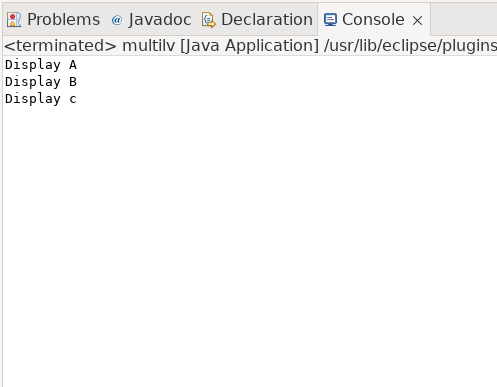 Problems @ Javadoc Declaration Console
<terminated> multilv [Java Application] /usr/lib/eclipse/plugins
Display A
Display B
Display c